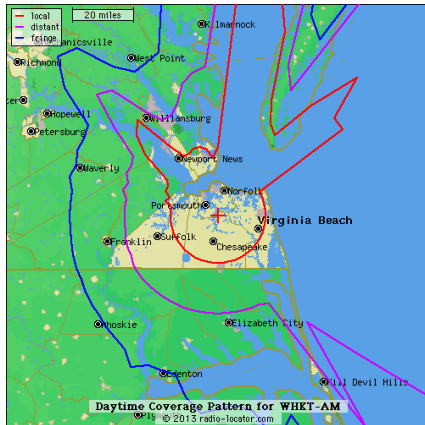 local
distant
fringe
20 miles
Kilmarnock
anicsville
Richmond
West Point
ter
Hopewell
Williamsburg
Petersburg
Newport News
Waverly
Norfolk
Portsmouth
Virginia Beach
Suffolk
Chesapeake
Franklin
Elizabeth City
hoskie
Edenton
Kill Devil Hills
Daytime Coverage Pattern for WHKT-AM
© 2013 radio-locator.com